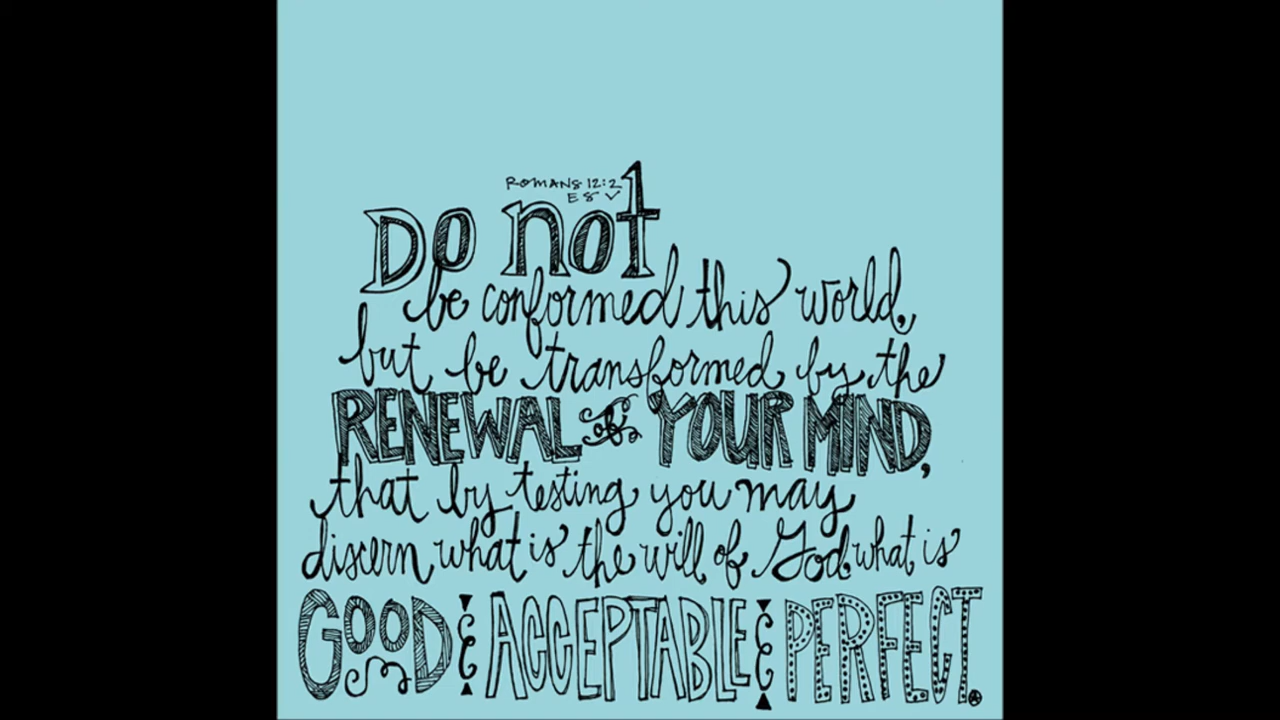 ROMANS 12:2
ESV
DO not
be conformed this world,
but be transformed by the
RENEWAL of YOUR MIND,
that by testing you may
discern what is the will of God, what is
GOOD & ACCEPTABLE & PERFECT.